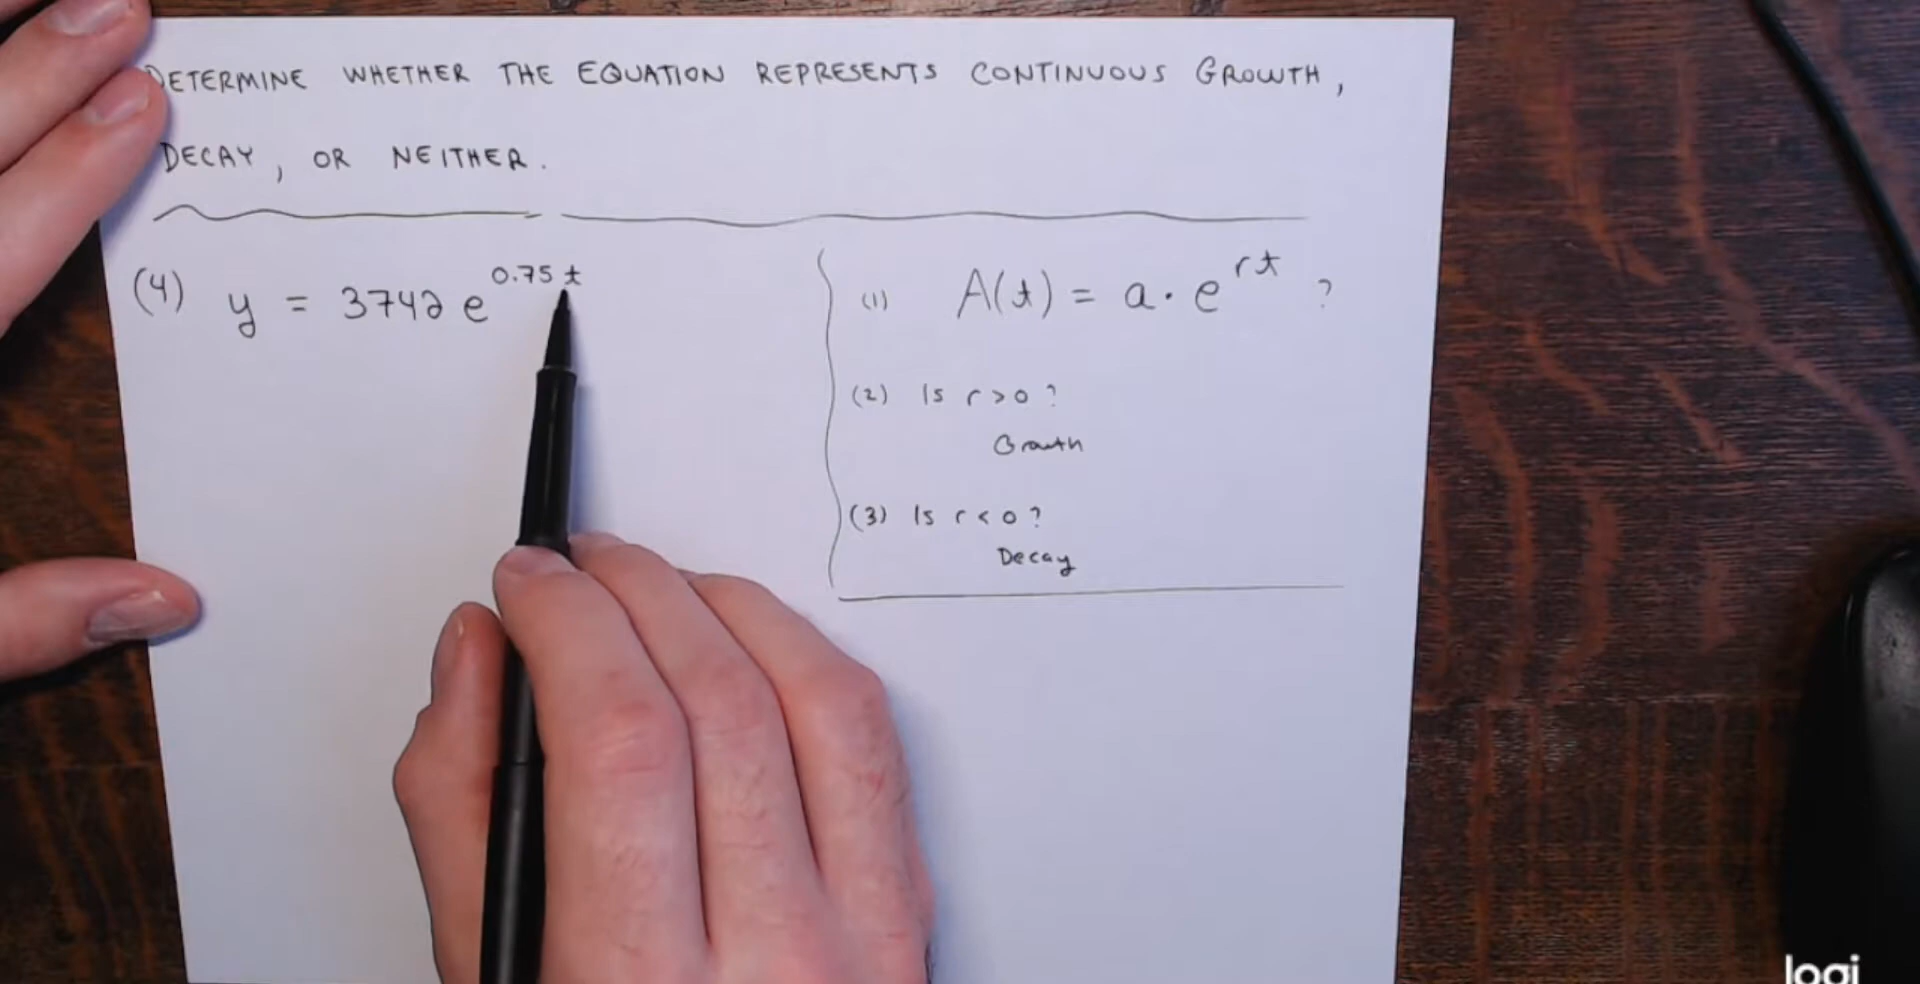 DETERMINE WHETHER THE EQUATION REPRESENTS CONTINUOUS GROWTH,
DECAY, OR NEITHER.
(4) y = 3742 e^{0.75t}
(1) A(t) = a · e^{rt} ?
(2) Is r > 0 ?
Growth
(3) Is r < 0 ?
Decay
logi